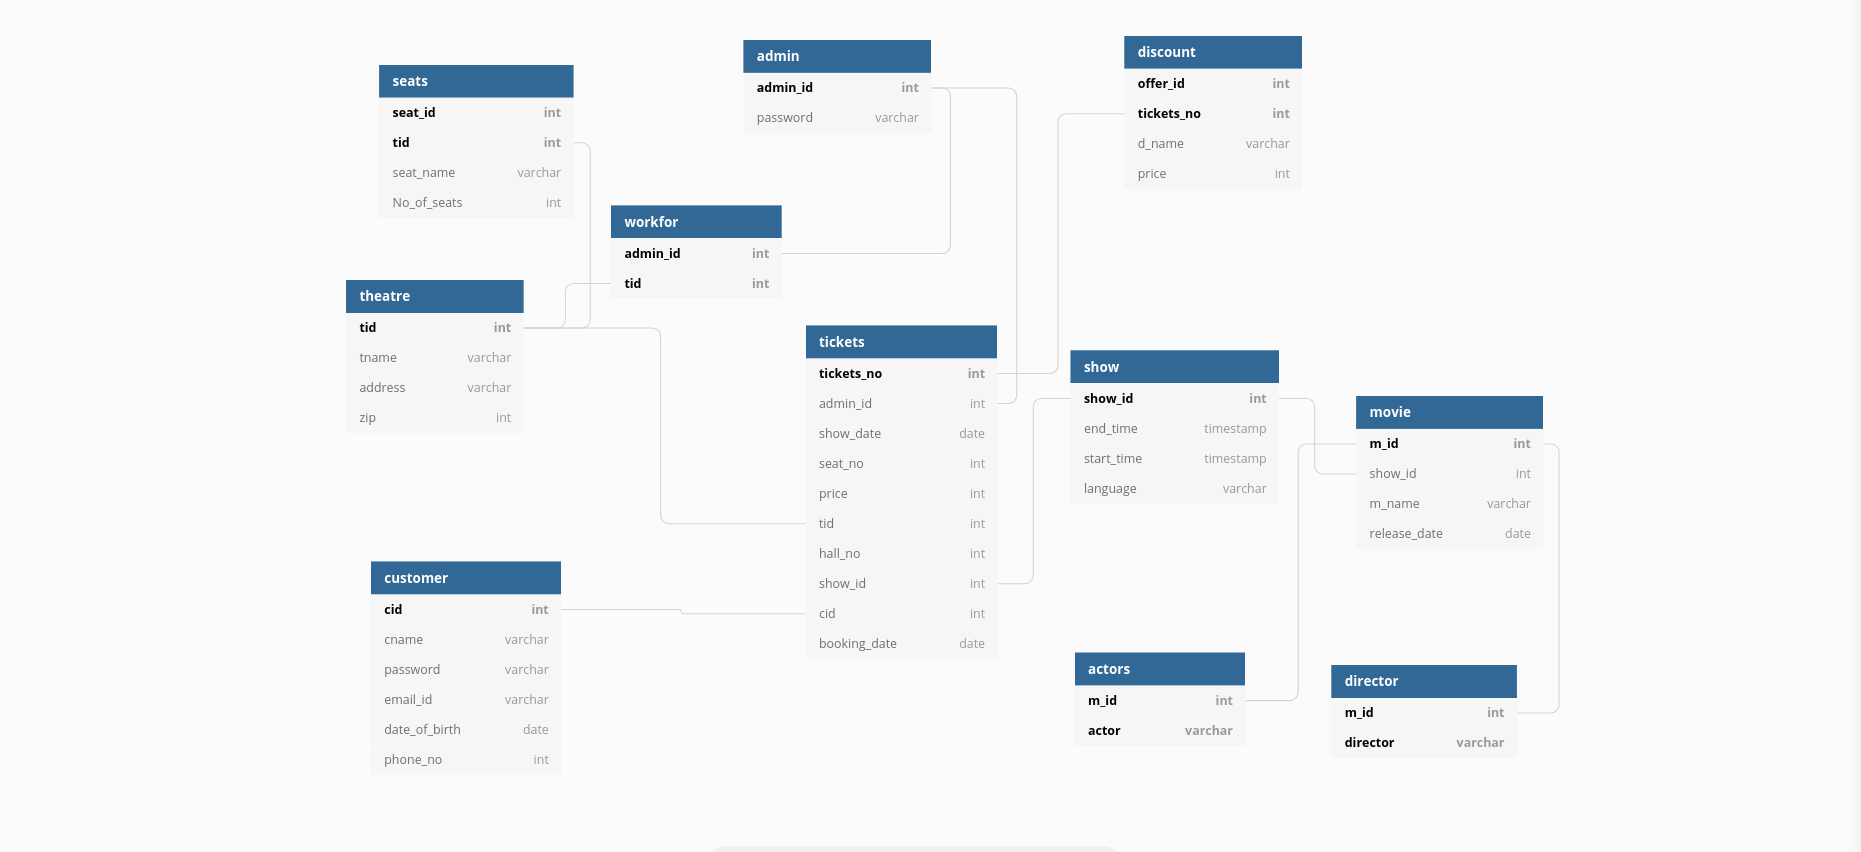 seats
seat_id int
tid int
seat_name varchar
No_of_seats int
admin
admin_id int
password varchar
discount
offer_id int
tickets_no int
d_name varchar
price int
workfor
admin_id int
tid int
theatre
tid int
tname varchar
address varchar
zip int
tickets
tickets_no int
admin_id int
show_date date
seat_no int
price int
tid int
hall_no int
show_id int
cid int
booking_date date
show
show_id int
end_time timestamp
start_time timestamp
language varchar
movie
m_id int
show_id int
m_name varchar
release_date date
customer
cid int
cname varchar
password varchar
email_id varchar
date_of_birth date
phone_no int
actors
m_id int
actor varchar
director
m_id int
director varchar